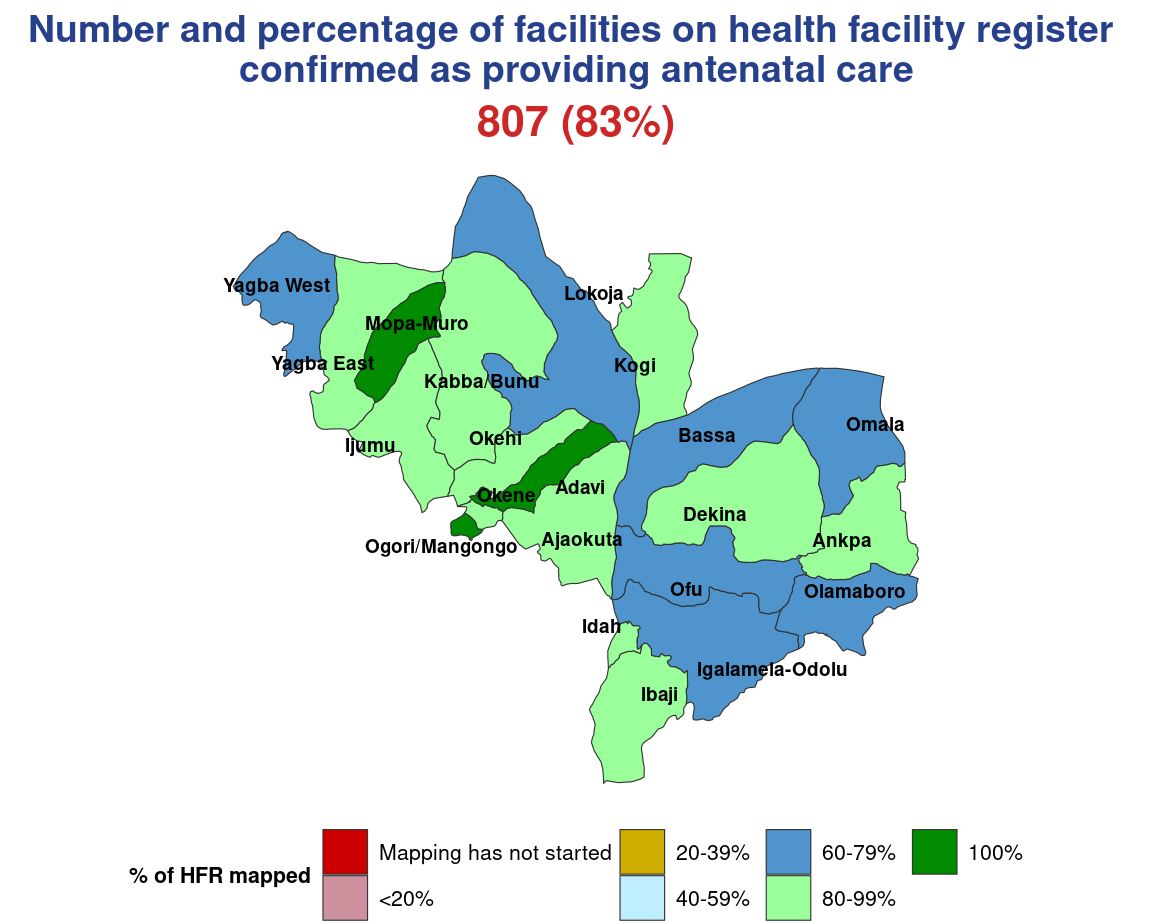 Number and percentage of facilities on health facility register
confirmed as providing antenatal care
807 (83%)
Yagba West
Lokoja
Mopa-Muro
Yagba East
Kogi
Kabba/Bunu
Omala
Bassa
Okehi
Ijumu
Adavi
Okene
Dekina
Ajaokuta
Ankpa
Ogori/Mangongo
Ofu
Olamaboro
Idah
Igalamela-Odolu
Ibaji
% of HFR mapped
Mapping has not started
<20%
20-39%
40-59%
60-79%
80-99%
100%